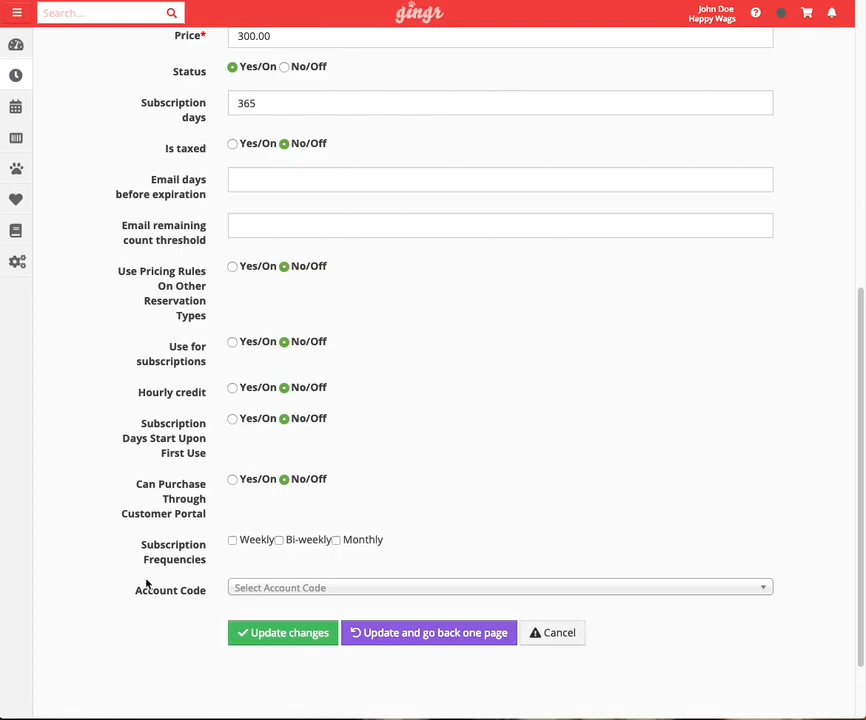 Search...
gingr
John Doe
Happy Wags
Price*
300.00
Status
Yes/On No/Off
Subscription
days
365
Is taxed
Yes/On No/Off
Email days
before expiration
Email remaining
count threshold
Use Pricing Rules
On Other
Reservation
Types
Yes/On No/Off
Use for
subscriptions
Yes/On No/Off
Hourly credit
Yes/On No/Off
Subscription
Days Start Upon
First Use
Yes/On No/Off
Can Purchase
Through
Customer Portal
Yes/On No/Off
Subscription
Frequencies
Weekly Bi-weekly Monthly
Account Code
Select Account Code
Update changes
Update and go back one page
Cancel